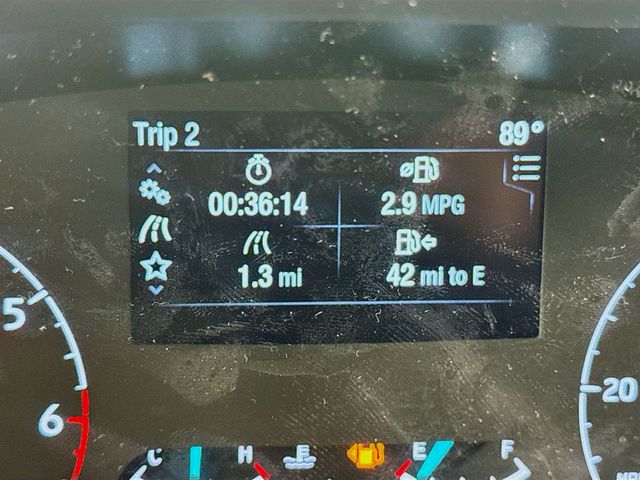 Trip 2 89°
00:36:14 2.9 MPG
1.3 mi 42 mi to E
5
6
20
C H E F